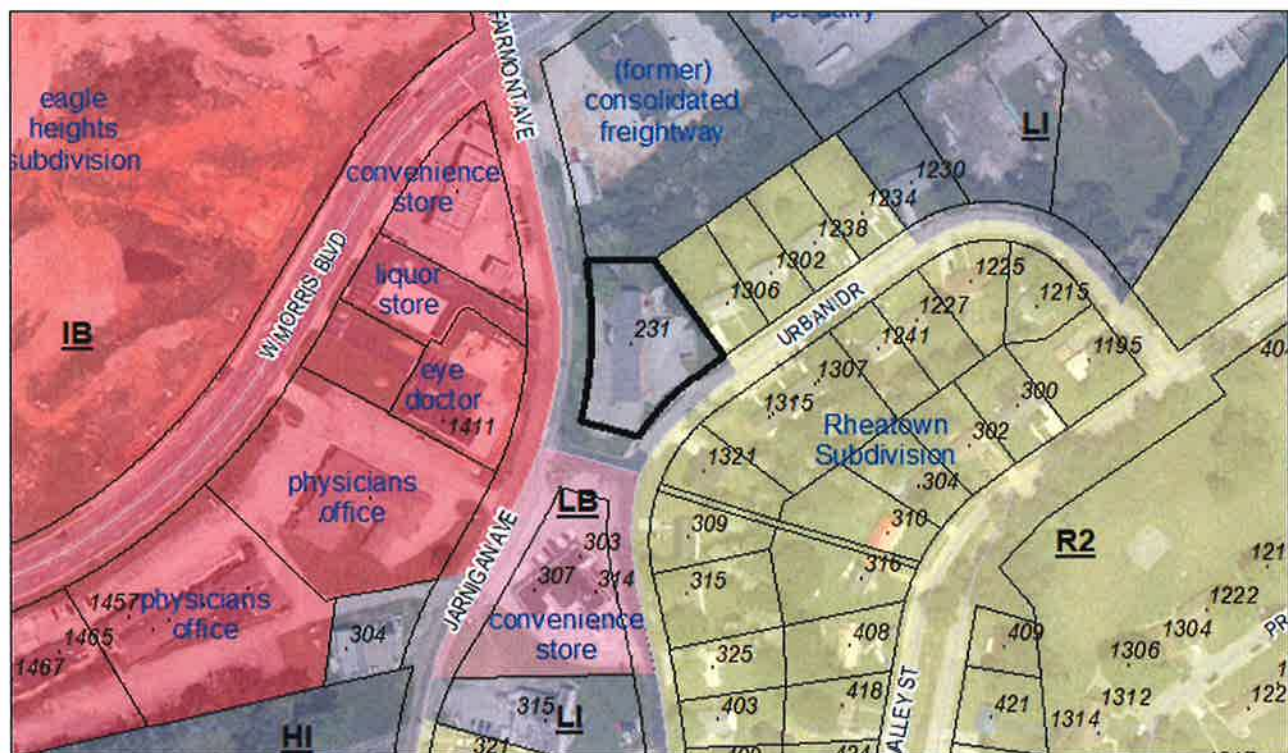 pet dairy
FAIRMONT AVE
(former)
consolidated
freightway
eagle
heights
subdivision
LI
convenience
store
1230
1234
1238
1302
1306
W MORRIS BLVD
liquor
store
231
URBAN DR
1225
1215
1227
1241
1195
IB
eye
doctor
1411
1307
1315
300
302
Rheatown
Subdivision
1321
304
physicians
office
LB
310
309
303
R2
JARNIGAN AVE
307
314
315
316
1457
physicians
office
convenience
store
1222
1304
1465
304
408
409
1306
1467
325
403
418
421
1312
1314
315
LI
ALLEY ST
HI
321
424